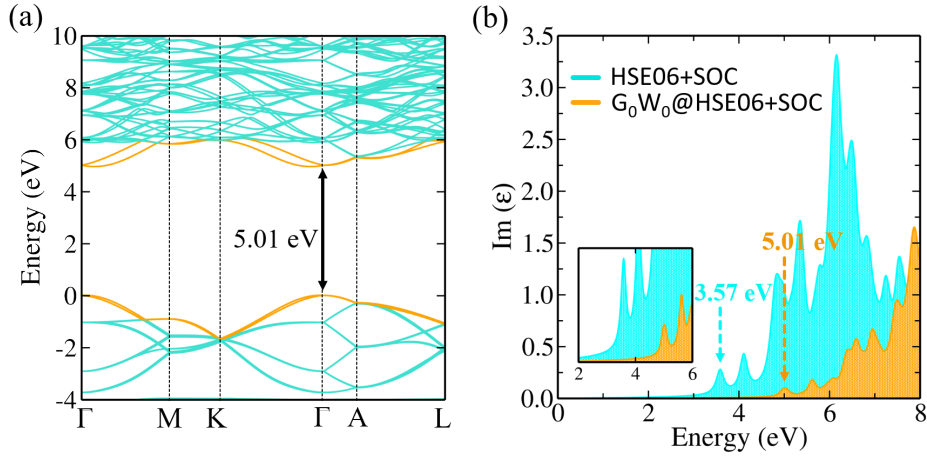 (a)
10
8
6
4
2
0
-2
-4
Energy (eV)
5.01 eV
Γ
M
K
Γ
A
L
(b)
3.5
3.0
2.5
2.0
1.5
1.0
0.5
0.0
Im (ε)
HSE06+SOC
G₀W₀@HSE06+SOC
5.01 eV
3.57 eV
2
4
6
0
2
4
6
8
Energy (eV)